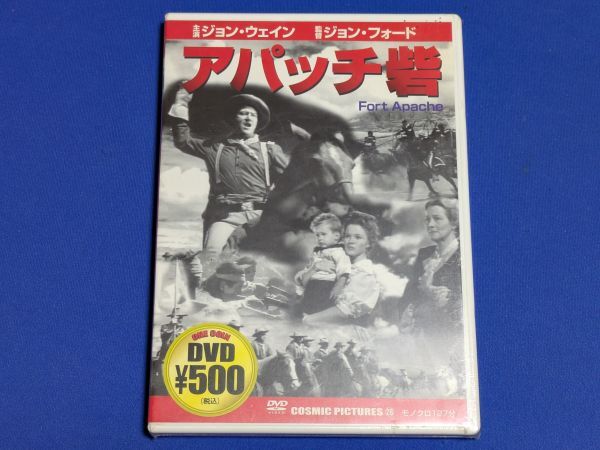 主演 ジョン・ウェイン 監督 ジョン・フォード
アパッチ砦
Fort Apache
ONE COIN
DVD
¥500
(税込)
DVD
VIDEO
COSMIC PICTURES 26 モノクロ127分